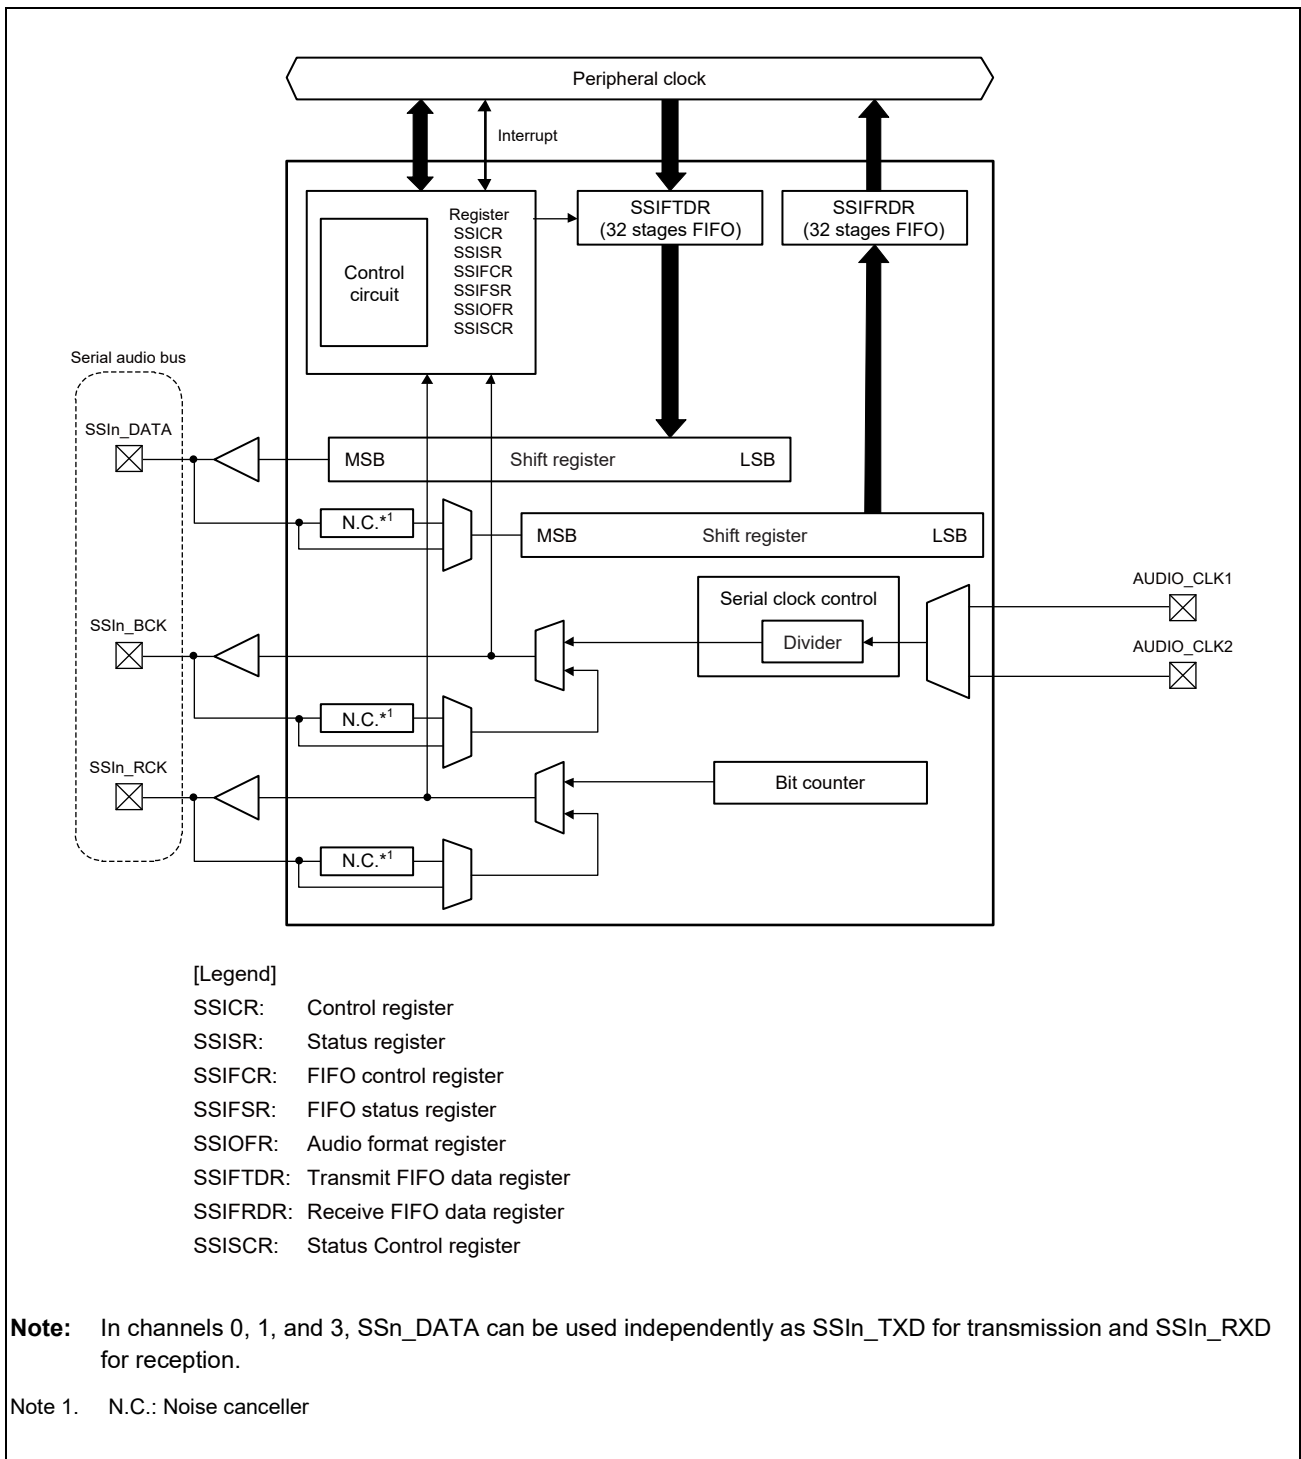 Peripheral clock
Interrupt
Register
SSICR
SSISR
SSIFCR
SSIFSR
SSIOFR
SSISCR
Control
circuit
SSIFTDR
(32 stages FIFO)
SSIFRDR
(32 stages FIFO)
Serial audio bus
SSIn_DATA
MSB Shift register LSB
N.C.*1
MSB Shift register LSB
AUDIO_CLK1
Serial clock control
SSIn_BCK
Divider
AUDIO_CLK2
N.C.*1
SSIn_RCK
Bit counter
N.C.*1
[Legend]
SSICR: Control register
SSISR: Status register
SSIFCR: FIFO control register
SSIFSR: FIFO status register
SSIOFR: Audio format register
SSIFTDR: Transmit FIFO data register
SSIFRDR: Receive FIFO data register
SSISCR: Status Control register
Note: In channels 0, 1, and 3, SSn_DATA can be used independently as SSIn_TXD for transmission and SSIn_RXD
for reception.
Note 1. N.C.: Noise canceller